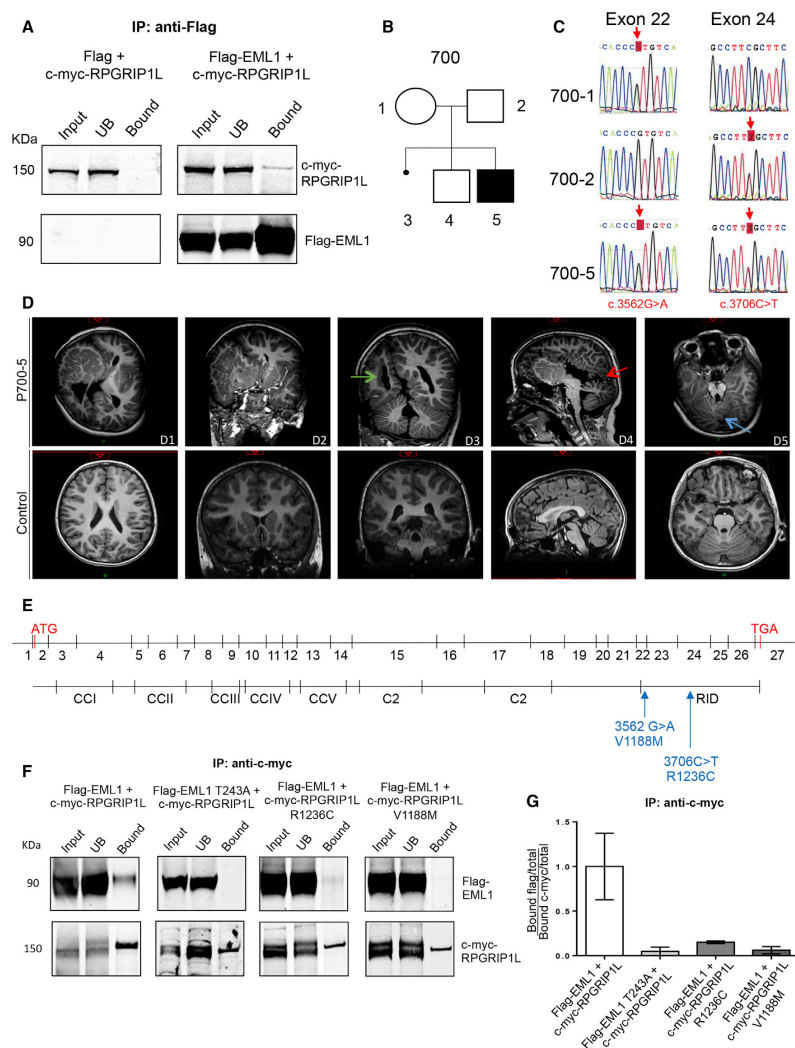 A
IP: anti-Flag
Flag +
c-myc-RPGRIP1L
Flag-EML1 +
c-myc-RPGRIP1L
KDa
Input
UB
Bound
Input
UB
Bound
150
c-myc-
RPGRIP1L
90
Flag-EML1
B
700
1
2
3
4
5
C
Exon 22
Exon 24
700-1
CACCC TGTCA
GCCTTCGCTTC
700-2
CACCCGTGTCA
GCCTTTGCTTC
700-5
CACCC TGTCA
GCCTTTGCTTC
c.3562G>A
c.3706C>T
D
P700-5
D1
D2
D3
D4
D5
Control
E
ATG
TGA
1 2 3 4 5 6 7 8 9 10 11 12 13 14 15 16 17 18 19 20 21 22 23 24 25 26 27
CCI CCII CCIII CCIV CCV C2 C2 RID
3562 G>A
V1188M
3706C>T
R1236C
F
IP: anti-c-myc
Flag-EML1 +
c-myc-RPGRIP1L
Flag-EML1 T243A +
c-myc-RPGRIP1L
Flag-EML1 +
c-myc-RPGRIP1L
R1236C
Flag-EML1 +
c-myc-RPGRIP1L
V1188M
KDa
Input
UB
Bound
Input
UB
Bound
Input
UB
Bound
Input
UB
Bound
90
Flag-
EML1
150
c-myc-
RPGRIP1L
G
IP: anti-c-myc
Bound flag/total
Bound c-myc/total
1.5
1.0
0.5
0.0
Flag-EML1 +
c-myc-RPGRIP1L
Flag-EML1 T243A +
c-myc-RPGRIP1L
Flag-EML1 +
c-myc-RPGRIP1L
R1236C
Flag-EML1 +
c-myc-RPGRIP1L
V1188M